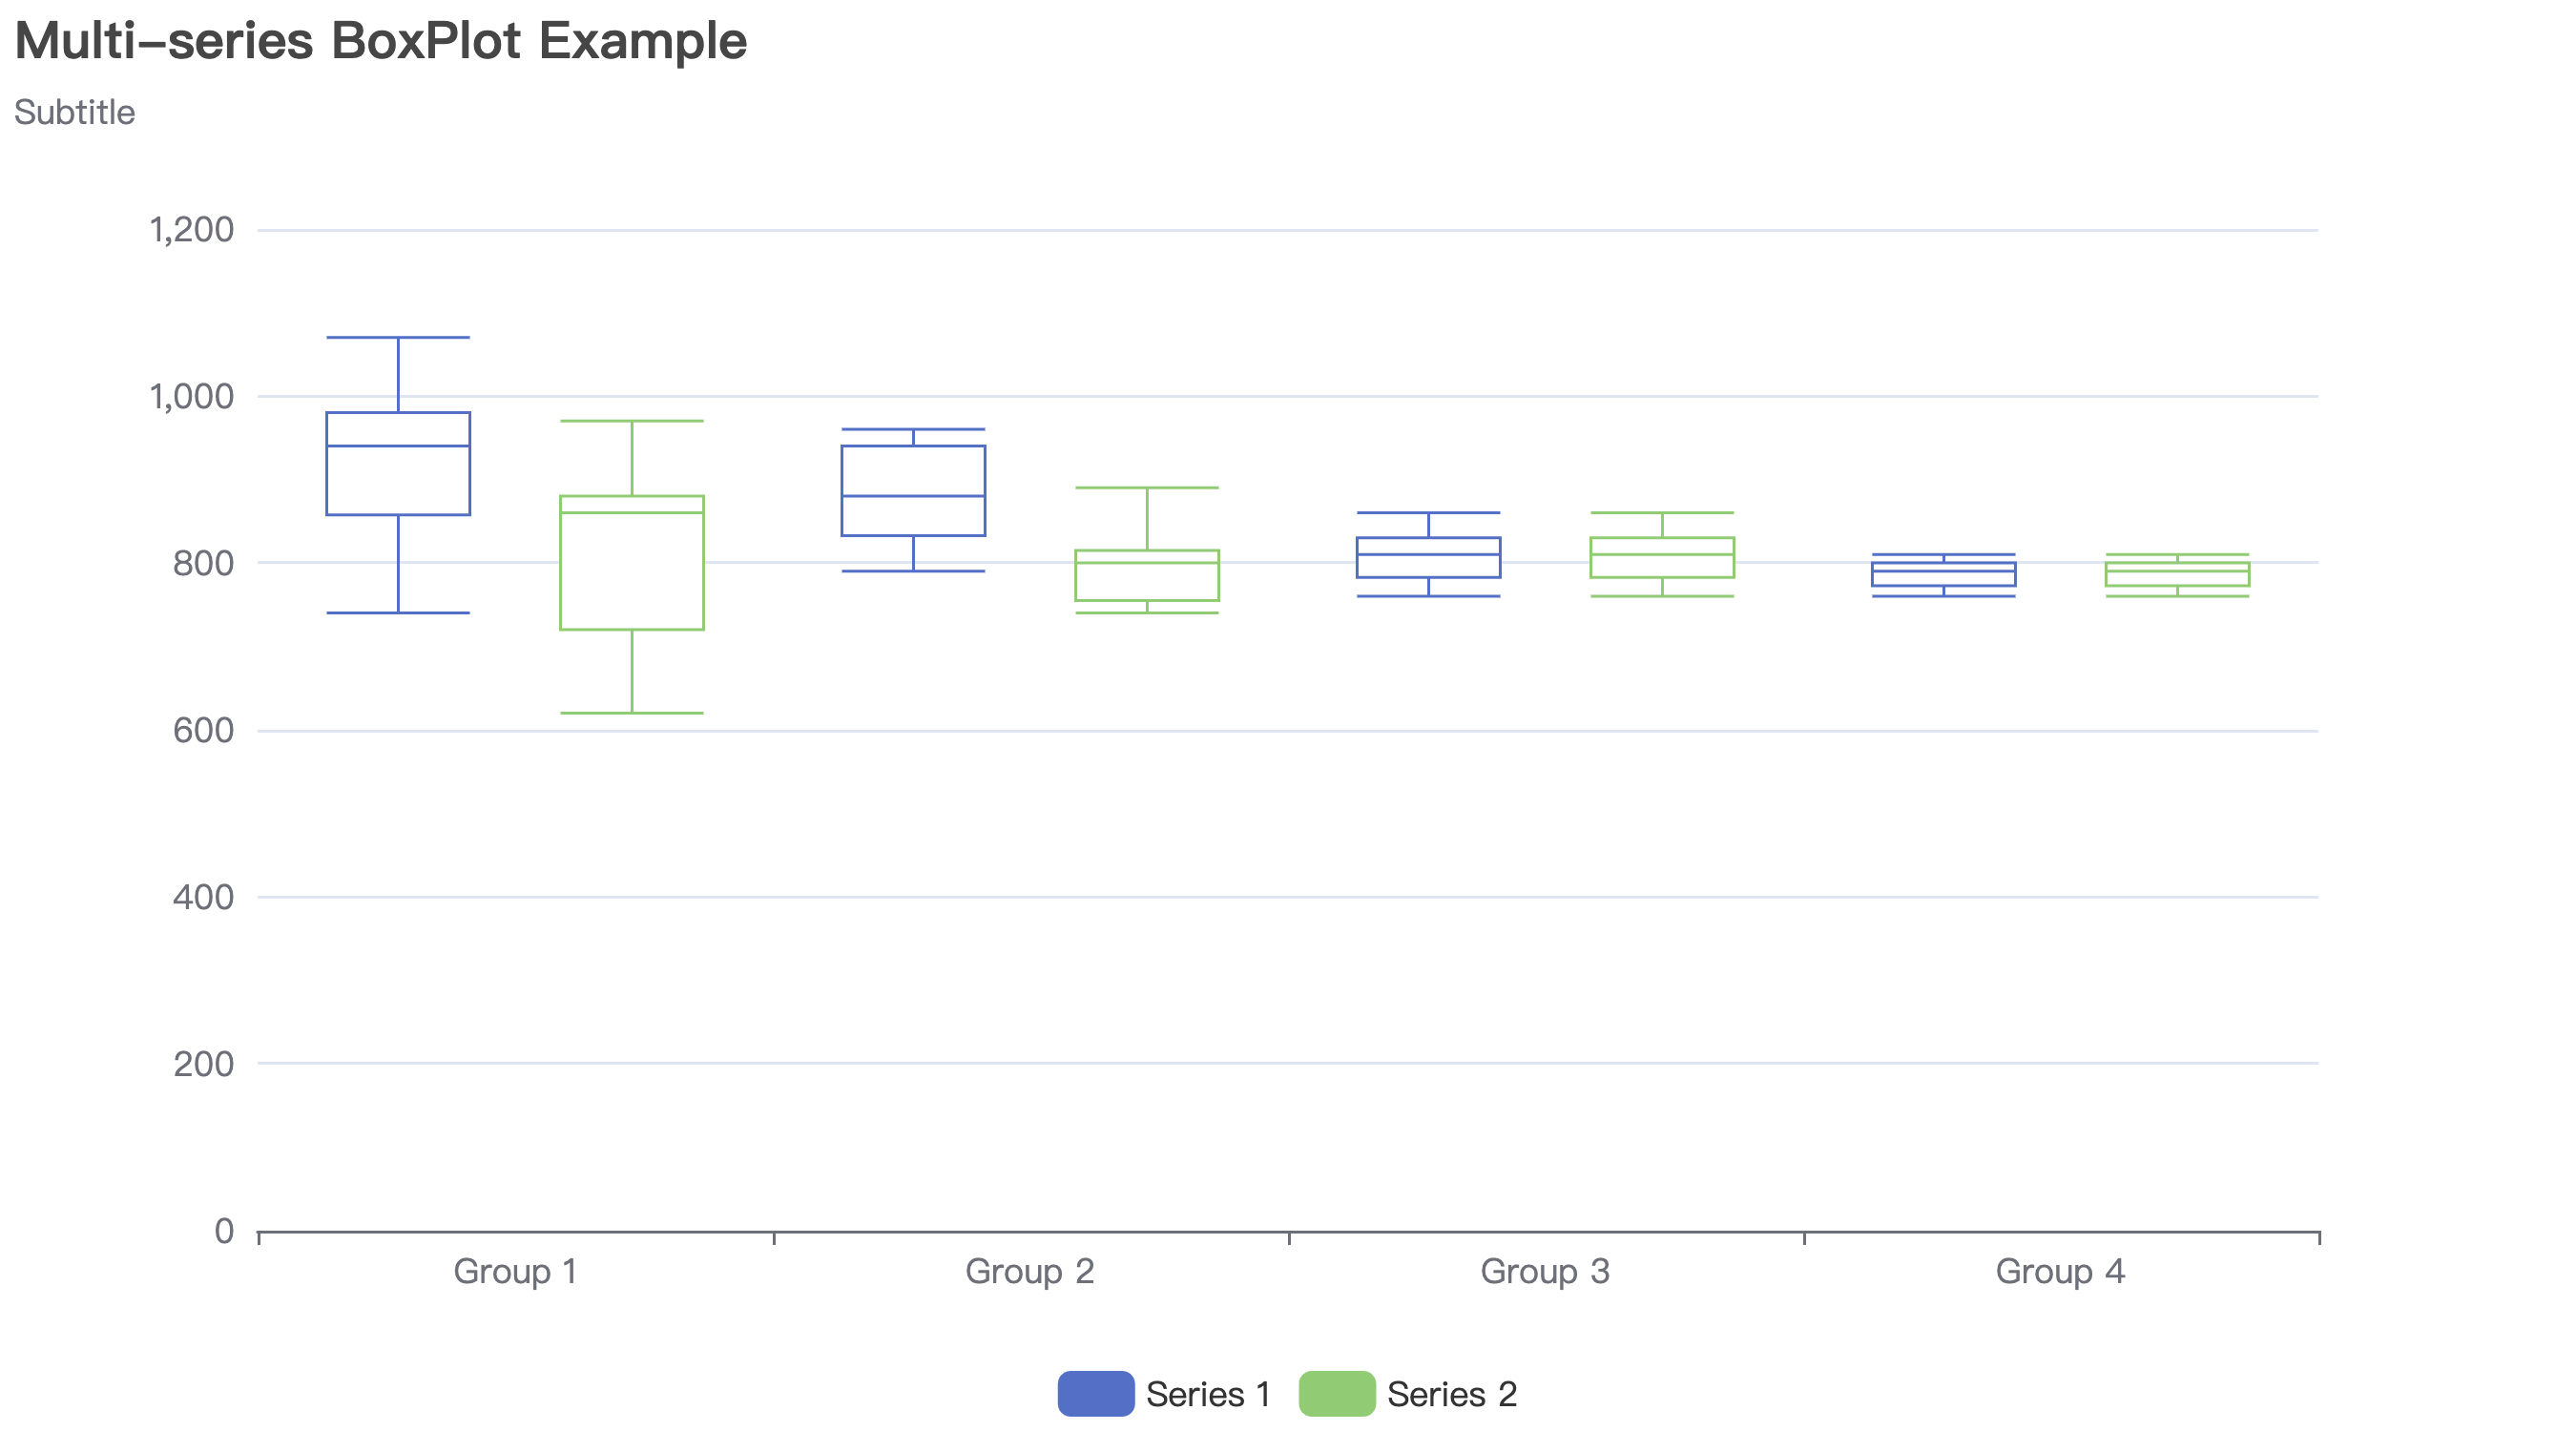 Multi-series BoxPlot Example
Subtitle
1,200
1,000
800
600
400
200
0
Group 1 Group 2 Group 3 Group 4
Series 1 Series 2